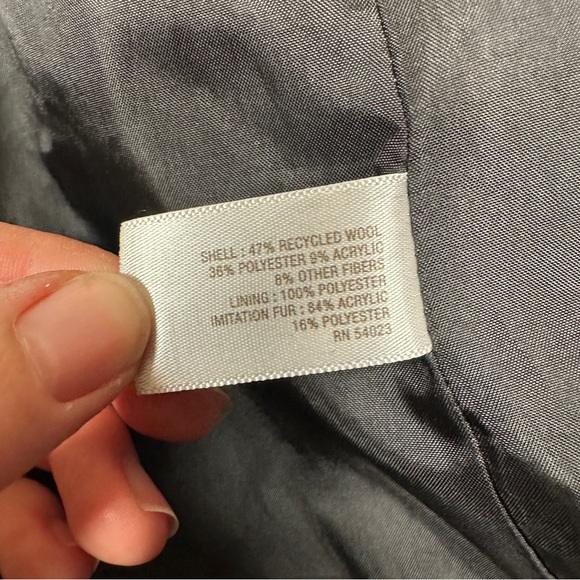 SHELL : 47% RECYCLED WOOL
36% POLYESTER 9% ACRYLIC
8% OTHER FIBERS
LINING : 100% POLYESTER
IMITATION FUR : 84% ACRYLIC
16% POLYESTER
RN 54023